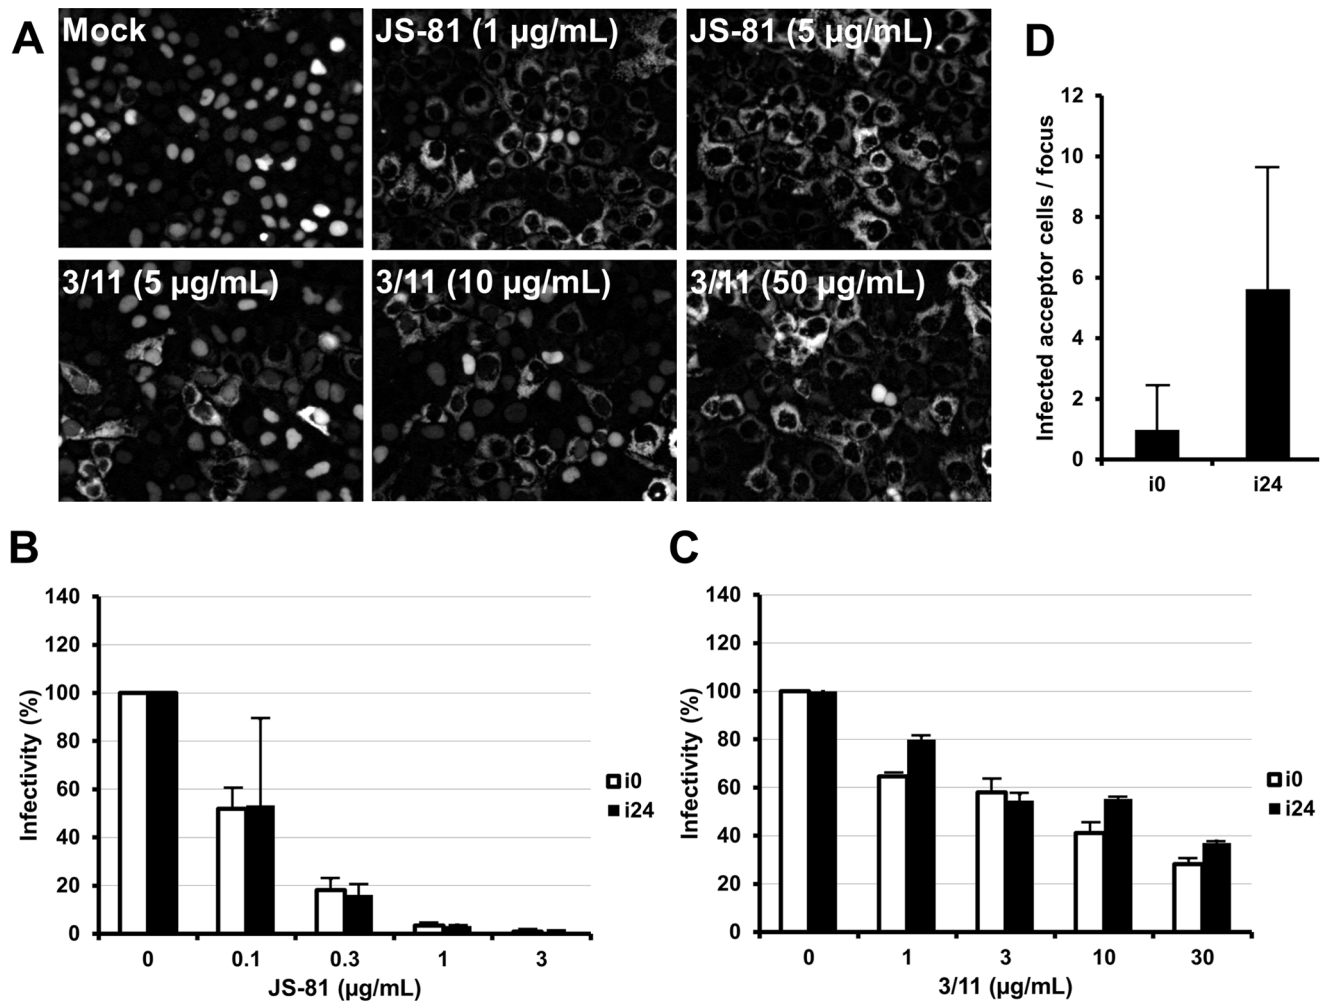 A
Mock
JS-81 (1 µg/mL)
JS-81 (5 µg/mL)
3/11 (5 µg/mL)
3/11 (10 µg/mL)
3/11 (50 µg/mL)
D
Infected acceptor cells / focus
12
10
8
6
4
2
0
i0
i24
B
Infectivity (%)
140
120
100
80
60
40
20
0
0
0.1
0.3
1
3
JS-81 (µg/mL)
i0
i24
C
Infectivity (%)
140
120
100
80
60
40
20
0
0
1
3
10
30
3/11 (µg/mL)
i0
i24